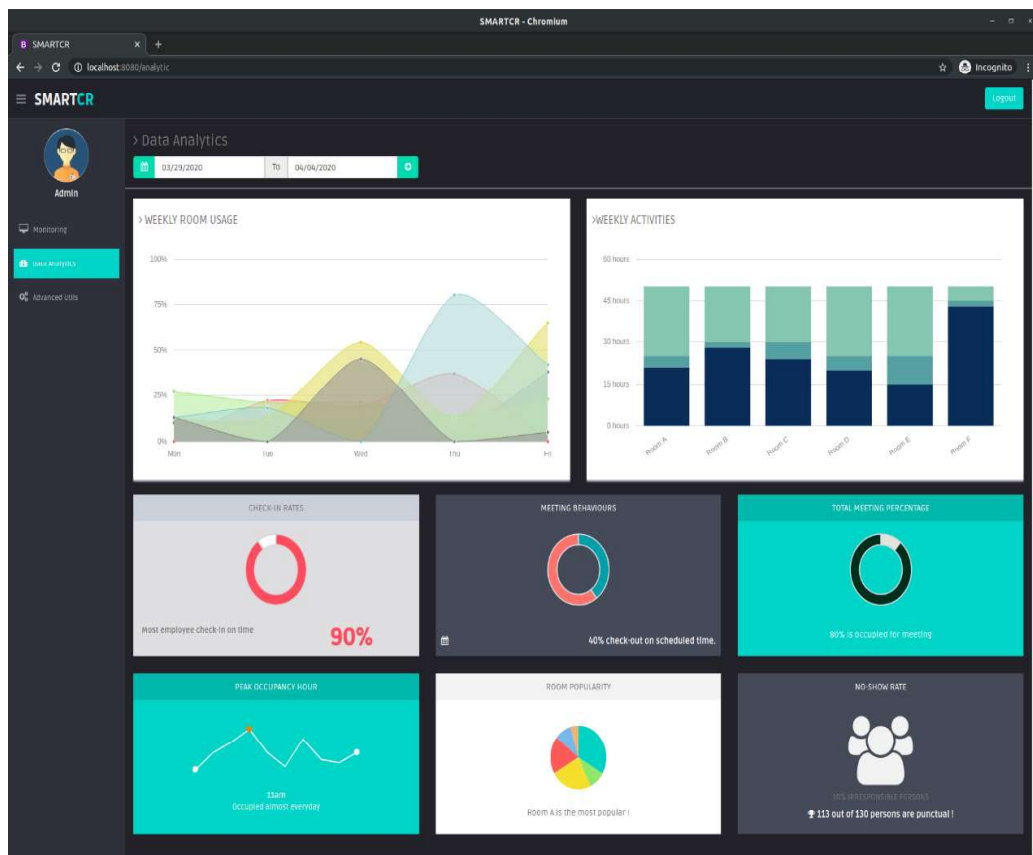 SMARTCR - Chromium
B SMARTCR × +
localhost:8080/analytic
Incognito
SMARTCR
Logout
Admin
Monitoring
Data Analytics
Advanced Utils
> Data Analytics
03/29/2020 To 04/04/2020
> WEEKLY ROOM USAGE
100%
75%
50%
25%
0%
Mon Tue Wed Thu Fri
>WEEKLY ACTIVITIES
60 hours
45 hours
30 hours
15 hours
0 hours
Room A Room B Room C Room D Room E Room F
CHECK-IN RATES
Most employee check-in on time
90%
MEETING BEHAVIOURS
40% check-out on scheduled time.
TOTAL MEETING PERCENTAGE
80% is occupied for meeting
PEAK OCCUPANCY HOUR
11am
Occupied almost everyday
ROOM POPULARITY
Room A is the most popular !
NO-SHOW RATE
IRRESPONSIBLE PERSONS
113 out of 130 persons are punctual !